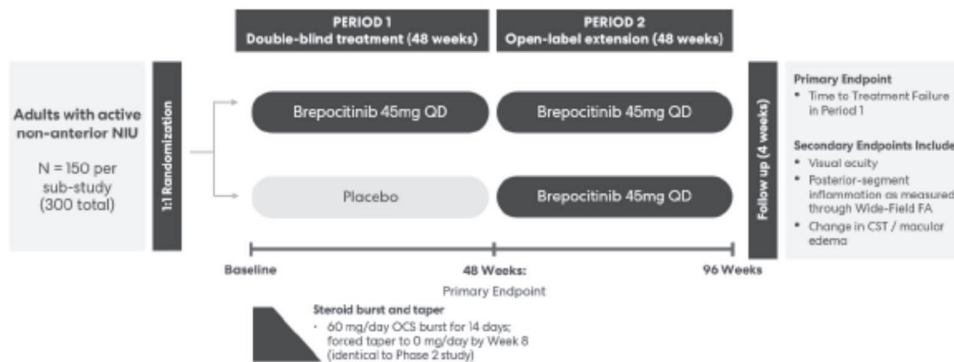 PERIOD 1
Double-blind treatment (48 weeks)
PERIOD 2
Open-label extension (48 weeks)
Adults with active
non-anterior NIU
N = 150 per
sub-study
(300 total)
1:1 Randomization
Brepocitinib 45mg QD
Brepocitinib 45mg QD
Placebo
Brepocitinib 45mg QD
Follow up (4 weeks)
Primary Endpoint
• Time to Treatment Failure
in Period 1
Secondary Endpoints Include
• Visual acuity
• Posterior-segment
inflammation as measured
through Wide-Field FA
• Change in CST / macular
edema
Baseline
48 Weeks:
Primary Endpoint
96 Weeks
Steroid burst and taper
• 60 mg/day OCS burst for 14 days;
forced taper to 0 mg/day by Week 8
(identical to Phase 2 study)